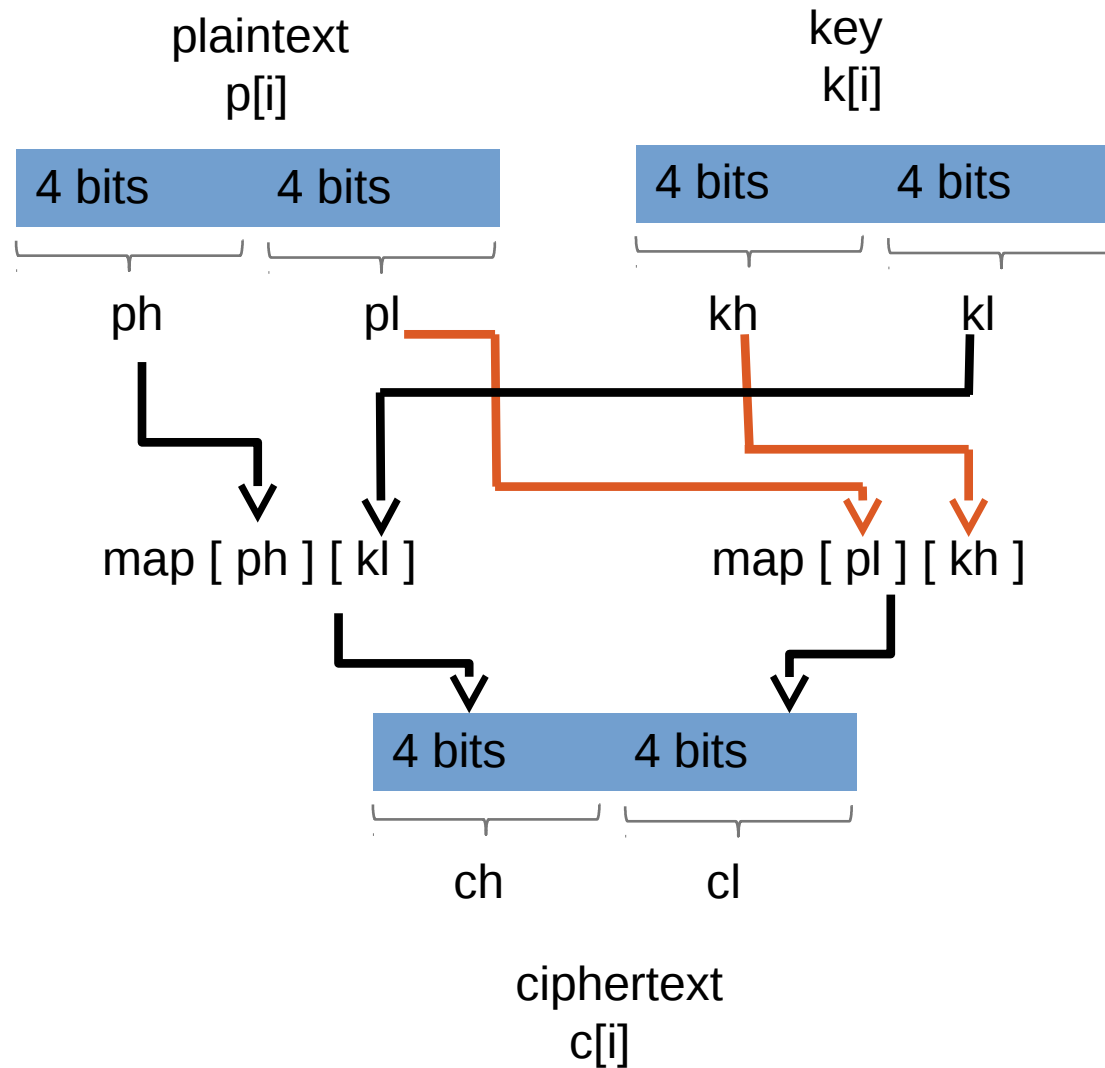 plaintext
p[i]
key
k[i]
4 bits
4 bits
4 bits
4 bits
ph
pl
kh
kl
map [ ph ] [ kl ]
map [ pl ] [ kh ]
4 bits
4 bits
ch
cl
ciphertext
c[i]